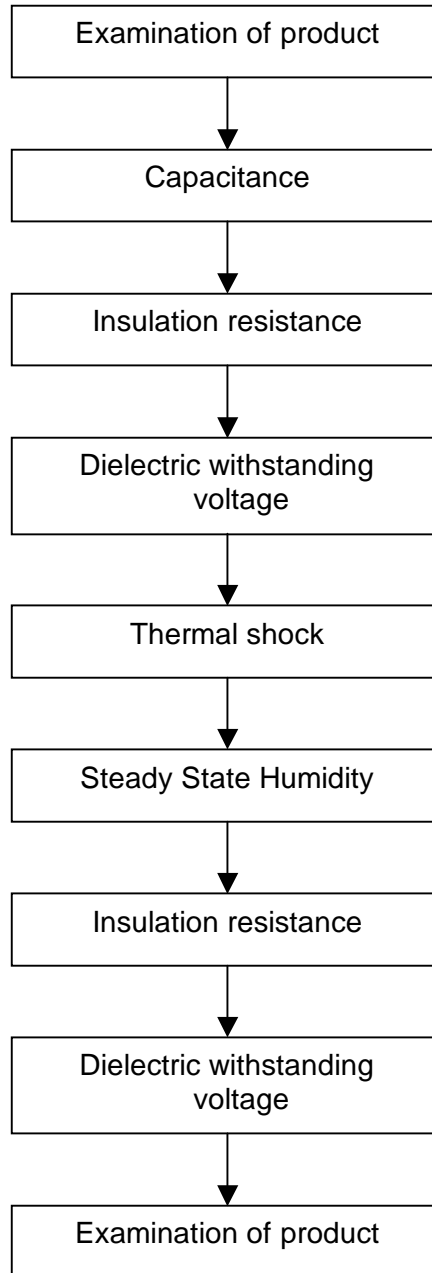 Examination of product
Capacitance
Insulation resistance
Dielectric withstanding
voltage
Thermal shock
Steady State Humidity
Insulation resistance
Dielectric withstanding
voltage
Examination of product